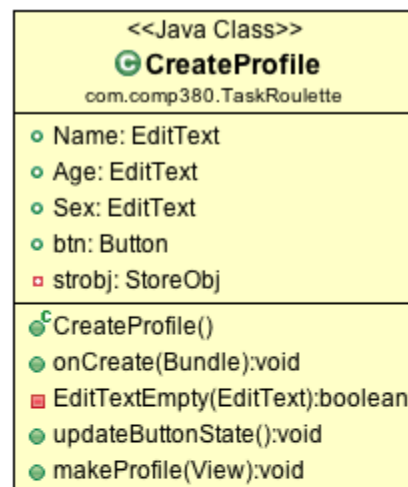 <<Java Class>>
C CreateProfile
com.comp380.TaskRoulette
Name: EditText
Age: EditText
Sex: EditText
btn: Button
strobj: StoreObj
C CreateProfile()
onCreate(Bundle):void
EditTextEmpty(EditText):boolean
updateButtonState():void
makeProfile(View):void